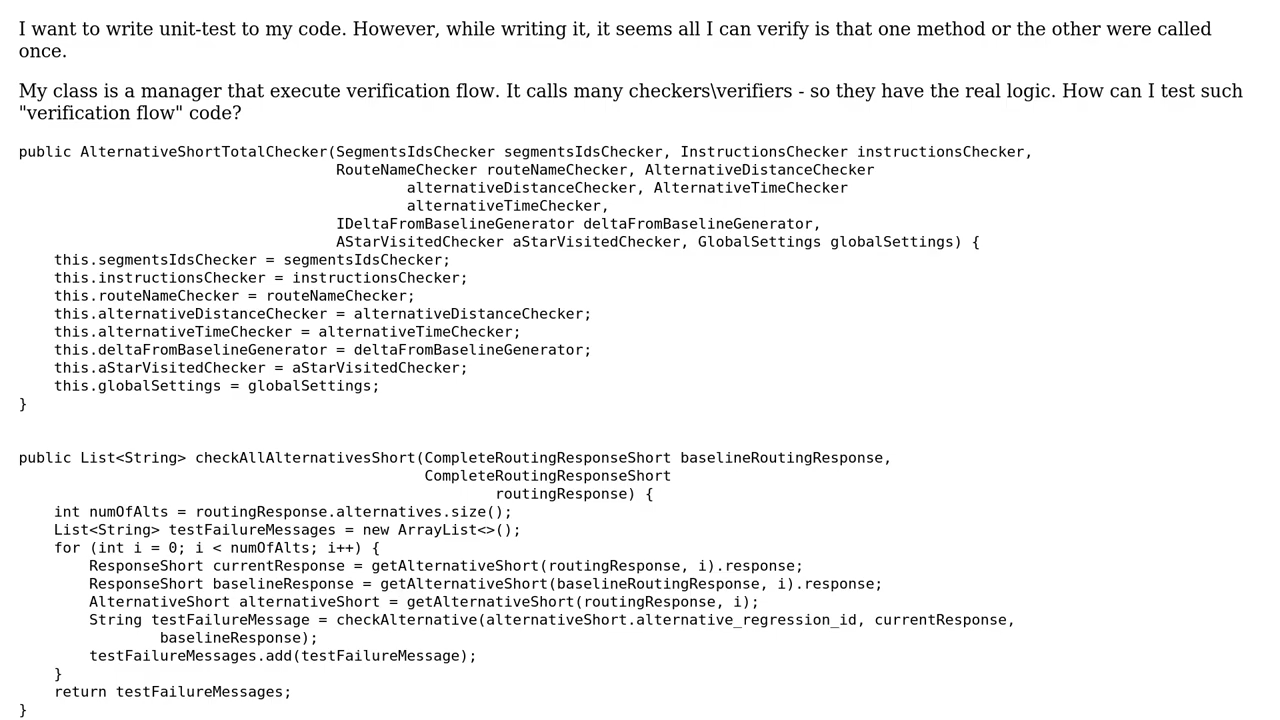 I want to write unit-test to my code. However, while writing it, it seems all I can verify is that one method or the other were called
once.
My class is a manager that execute verification flow. It calls many checkers\verifiers - so they have the real logic. How can I test such
"verification flow" code?
public AlternativeShortTotalChecker(SegmentsIdsChecker segmentsIdsChecker, InstructionsChecker instructionsChecker,
                                    RouteNameChecker routeNameChecker, AlternativeDistanceChecker
                                            alternativeDistanceChecker, AlternativeTimeChecker
                                            alternativeTimeChecker,
                                    IDeltaFromBaselineGenerator deltaFromBaselineGenerator,
                                    AStarVisitedChecker aStarVisitedChecker, GlobalSettings globalSettings) {
    this.segmentsIdsChecker = segmentsIdsChecker;
    this.instructionsChecker = instructionsChecker;
    this.routeNameChecker = routeNameChecker;
    this.alternativeDistanceChecker = alternativeDistanceChecker;
    this.alternativeTimeChecker = alternativeTimeChecker;
    this.deltaFromBaselineGenerator = deltaFromBaselineGenerator;
    this.aStarVisitedChecker = aStarVisitedChecker;
    this.globalSettings = globalSettings;
}
public List<String> checkAllAlternativesShort(CompleteRoutingResponseShort baselineRoutingResponse,
                                              CompleteRoutingResponseShort
                                                      routingResponse) {
    int numOfAlts = routingResponse.alternatives.size();
    List<String> testFailureMessages = new ArrayList<>();
    for (int i = 0; i < numOfAlts; i++) {
        ResponseShort currentResponse = getAlternativeShort(routingResponse, i).response;
        ResponseShort baselineResponse = getAlternativeShort(baselineRoutingResponse, i).response;
        AlternativeShort alternativeShort = getAlternativeShort(routingResponse, i);
        String testFailureMessage = checkAlternative(alternativeShort.alternative_regression_id, currentResponse,
                baselineResponse);
        testFailureMessages.add(testFailureMessage);
    }
    return testFailureMessages;
}